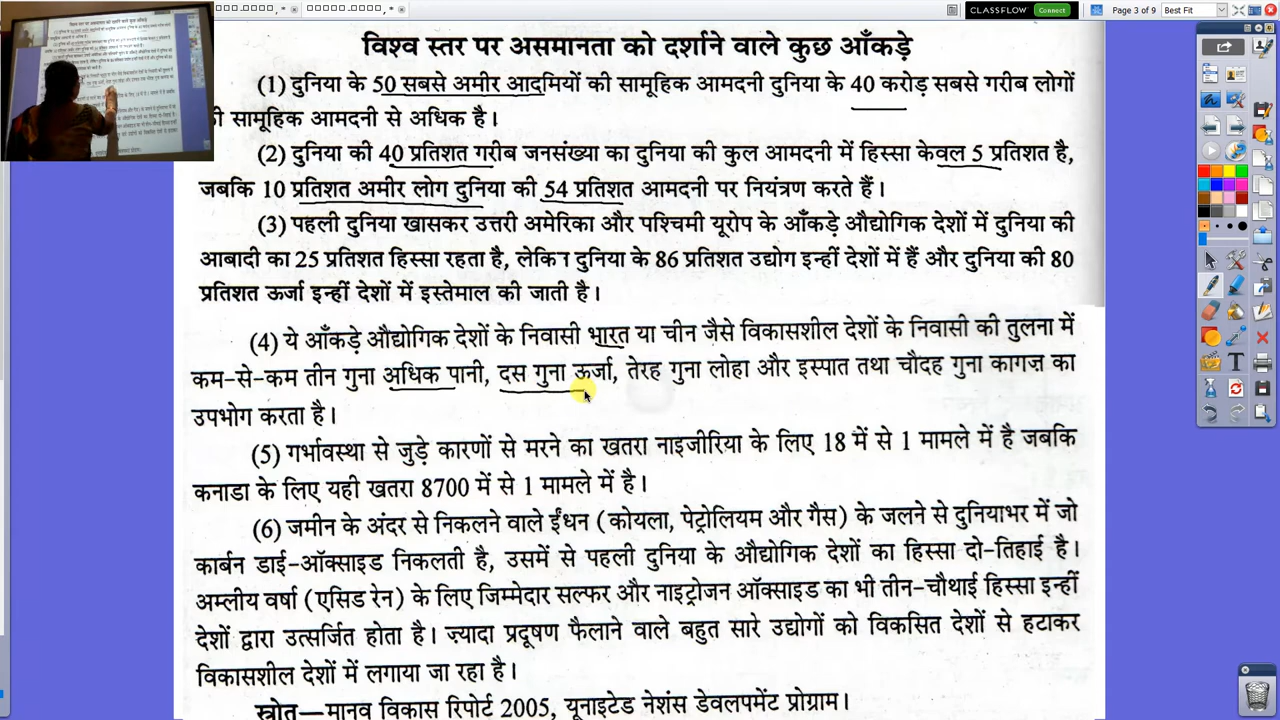 CLASSFLOW
Connect
Page 3 of 9
Best Fit
विश्व स्तर पर असमानता को दर्शाने वाले कुछ आँकड़े
(1) दुनिया के 50 सबसे अमीर आदमियों की सामूहिक आमदनी दुनिया के 40 करोड़ सबसे गरीब लोगों
सामूहिक आमदनी से अधिक है।
(2) दुनिया की 40 प्रतिशत गरीब जनसंख्या का दुनिया की कुल आमदनी में हिस्सा केवल 5 प्रतिशत है,
जबकि 10 प्रतिशत अमीर लोग दुनिया की 54 प्रतिशत आमदनी पर नियंत्रण करते हैं।
(3) पहली दुनिया खासकर उत्तरी अमेरिका और पश्चिमी यूरोप के आँकड़े औद्योगिक देशों में दुनिया की
आबादी का 25 प्रतिशत हिस्सा रहता है, लेकिन दुनिया के 86 प्रतिशत उद्योग इन्हीं देशों में हैं और दुनिया की 80
प्रतिशत ऊर्जा इन्हीं देशों में इस्तेमाल की जाती है।
(4) ये आँकड़े औद्योगिक देशों के निवासी भारत या चीन जैसे विकासशील देशों के निवासी की तुलना में
कम-से-कम तीन गुना अधिक पानी, दस गुना ऊर्जा, तेरह गुना लोहा और इस्पात तथा चौदह गुना कागज का
उपभोग करता है।
(5) गर्भावस्था से जुड़े कारणों से मरने का खतरा नाइजीरिया के लिए 18 में से 1 मामले में है जबकि
कनाडा के लिए यही खतरा 8700 में से 1 मामले में है।
(6) जमीन के अंदर से निकलने वाले ईंधन (कोयला, पेट्रोलियम और गैस) के जलने से दुनियाभर में जो
कार्बन डाई-ऑक्साइड निकलती है, उसमें से पहली दुनिया के औद्योगिक देशों का हिस्सा दो-तिहाई है।
अम्लीय वर्षा (एसिड रेन) के लिए जिम्मेदार सल्फर और नाइट्रोजन ऑक्साइड का भी तीन-चौथाई हिस्सा इन्हीं
देशों द्वारा उत्सर्जित होता है। ज़्यादा प्रदूषण फैलाने वाले बहुत सारे उद्योगों को विकसित देशों से हटाकर
विकासशील देशों में लगाया जा रहा है।
स्रोत—मानव विकास रिपोर्ट 2005, यूनाइटेड नेशंस डेवलपमेंट प्रोग्राम।